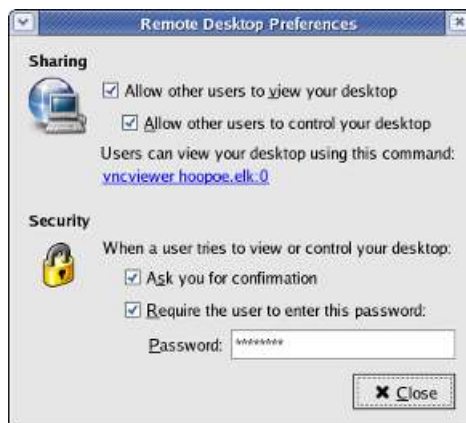 Remote Desktop Preferences
Sharing
Allow other users to view your desktop
Allow other users to control your desktop
Users can view your desktop using this command:
vncviewer hoopoe.elk:0
Security
When a user tries to view or control your desktop:
Ask you for confirmation
Require the user to enter this password:
Password: ********
Close